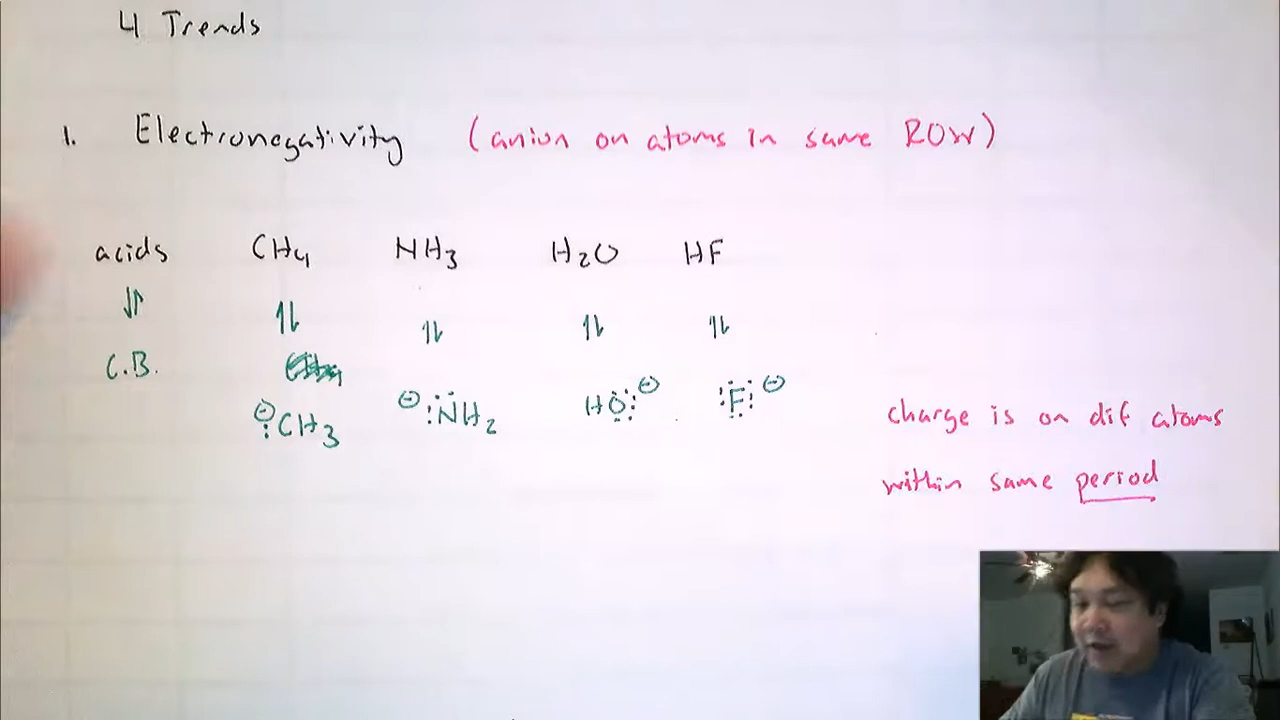 4 Trends
1. Electronegativity (anion on atoms in same ROW)
acids CH4 NH3 H2O HF
⇌ ⇌ ⇌ ⇌ ⇌
C.B.
⊖:CH3 ⊖:N̈H2 HO:⊖ :F:⊖
charge is on dif atoms
within same period